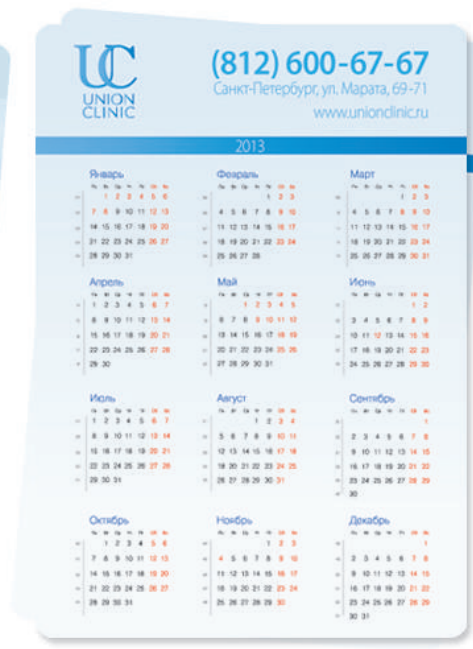 UC
UNION
CLINIC
(812) 600-67-67
Санкт-Петербург, ул. Марата, 69-71
www.unionclinic.ru
2013
Январь
1 2 3 4 5 6
7 8 9 10 11 12 13
14 15 16 17 18 19 20
21 22 23 24 25 26 27
28 29 30 31
Февраль
1 2 3
4 5 6 7 8 9 10
11 12 13 14 15 16 17
18 19 20 21 22 23 24
25 26 27 28
Март
1 2 3
4 5 6 7 8 9 10
11 12 13 14 15 16 17
18 19 20 21 22 23 24
25 26 27 28 29 30 31
Апрель
1 2 3 4 5 6 7
8 9 10 11 12 13 14
15 16 17 18 19 20 21
22 23 24 25 26 27 28
29 30
Май
1 2 3 4 5
6 7 8 9 10 11 12
13 14 15 16 17 18 19
20 21 22 23 24 25 26
27 28 29 30 31
Июнь
1 2
3 4 5 6 7 8 9
10 11 12 13 14 15 16
17 18 19 20 21 22 23
24 25 26 27 28 29 30
Июль
1 2 3 4 5 6 7
8 9 10 11 12 13 14
15 16 17 18 19 20 21
22 23 24 25 26 27 28
29 30 31
Август
1 2 3 4
5 6 7 8 9 10 11
12 13 14 15 16 17 18
19 20 21 22 23 24 25
26 27 28 29 30 31
Сентябрь
1
2 3 4 5 6 7 8
9 10 11 12 13 14 15
16 17 18 19 20 21 22
23 24 25 26 27 28 29
30
Октябрь
1 2 3 4 5 6
7 8 9 10 11 12 13
14 15 16 17 18 19 20
21 22 23 24 25 26 27
28 29 30 31
Ноябрь
1 2 3
4 5 6 7 8 9 10
11 12 13 14 15 16 17
18 19 20 21 22 23 24
25 26 27 28 29 30
Декабрь
1
2 3 4 5 6 7 8
9 10 11 12 13 14 15
16 17 18 19 20 21 22
23 24 25 26 27 28 29
30 31